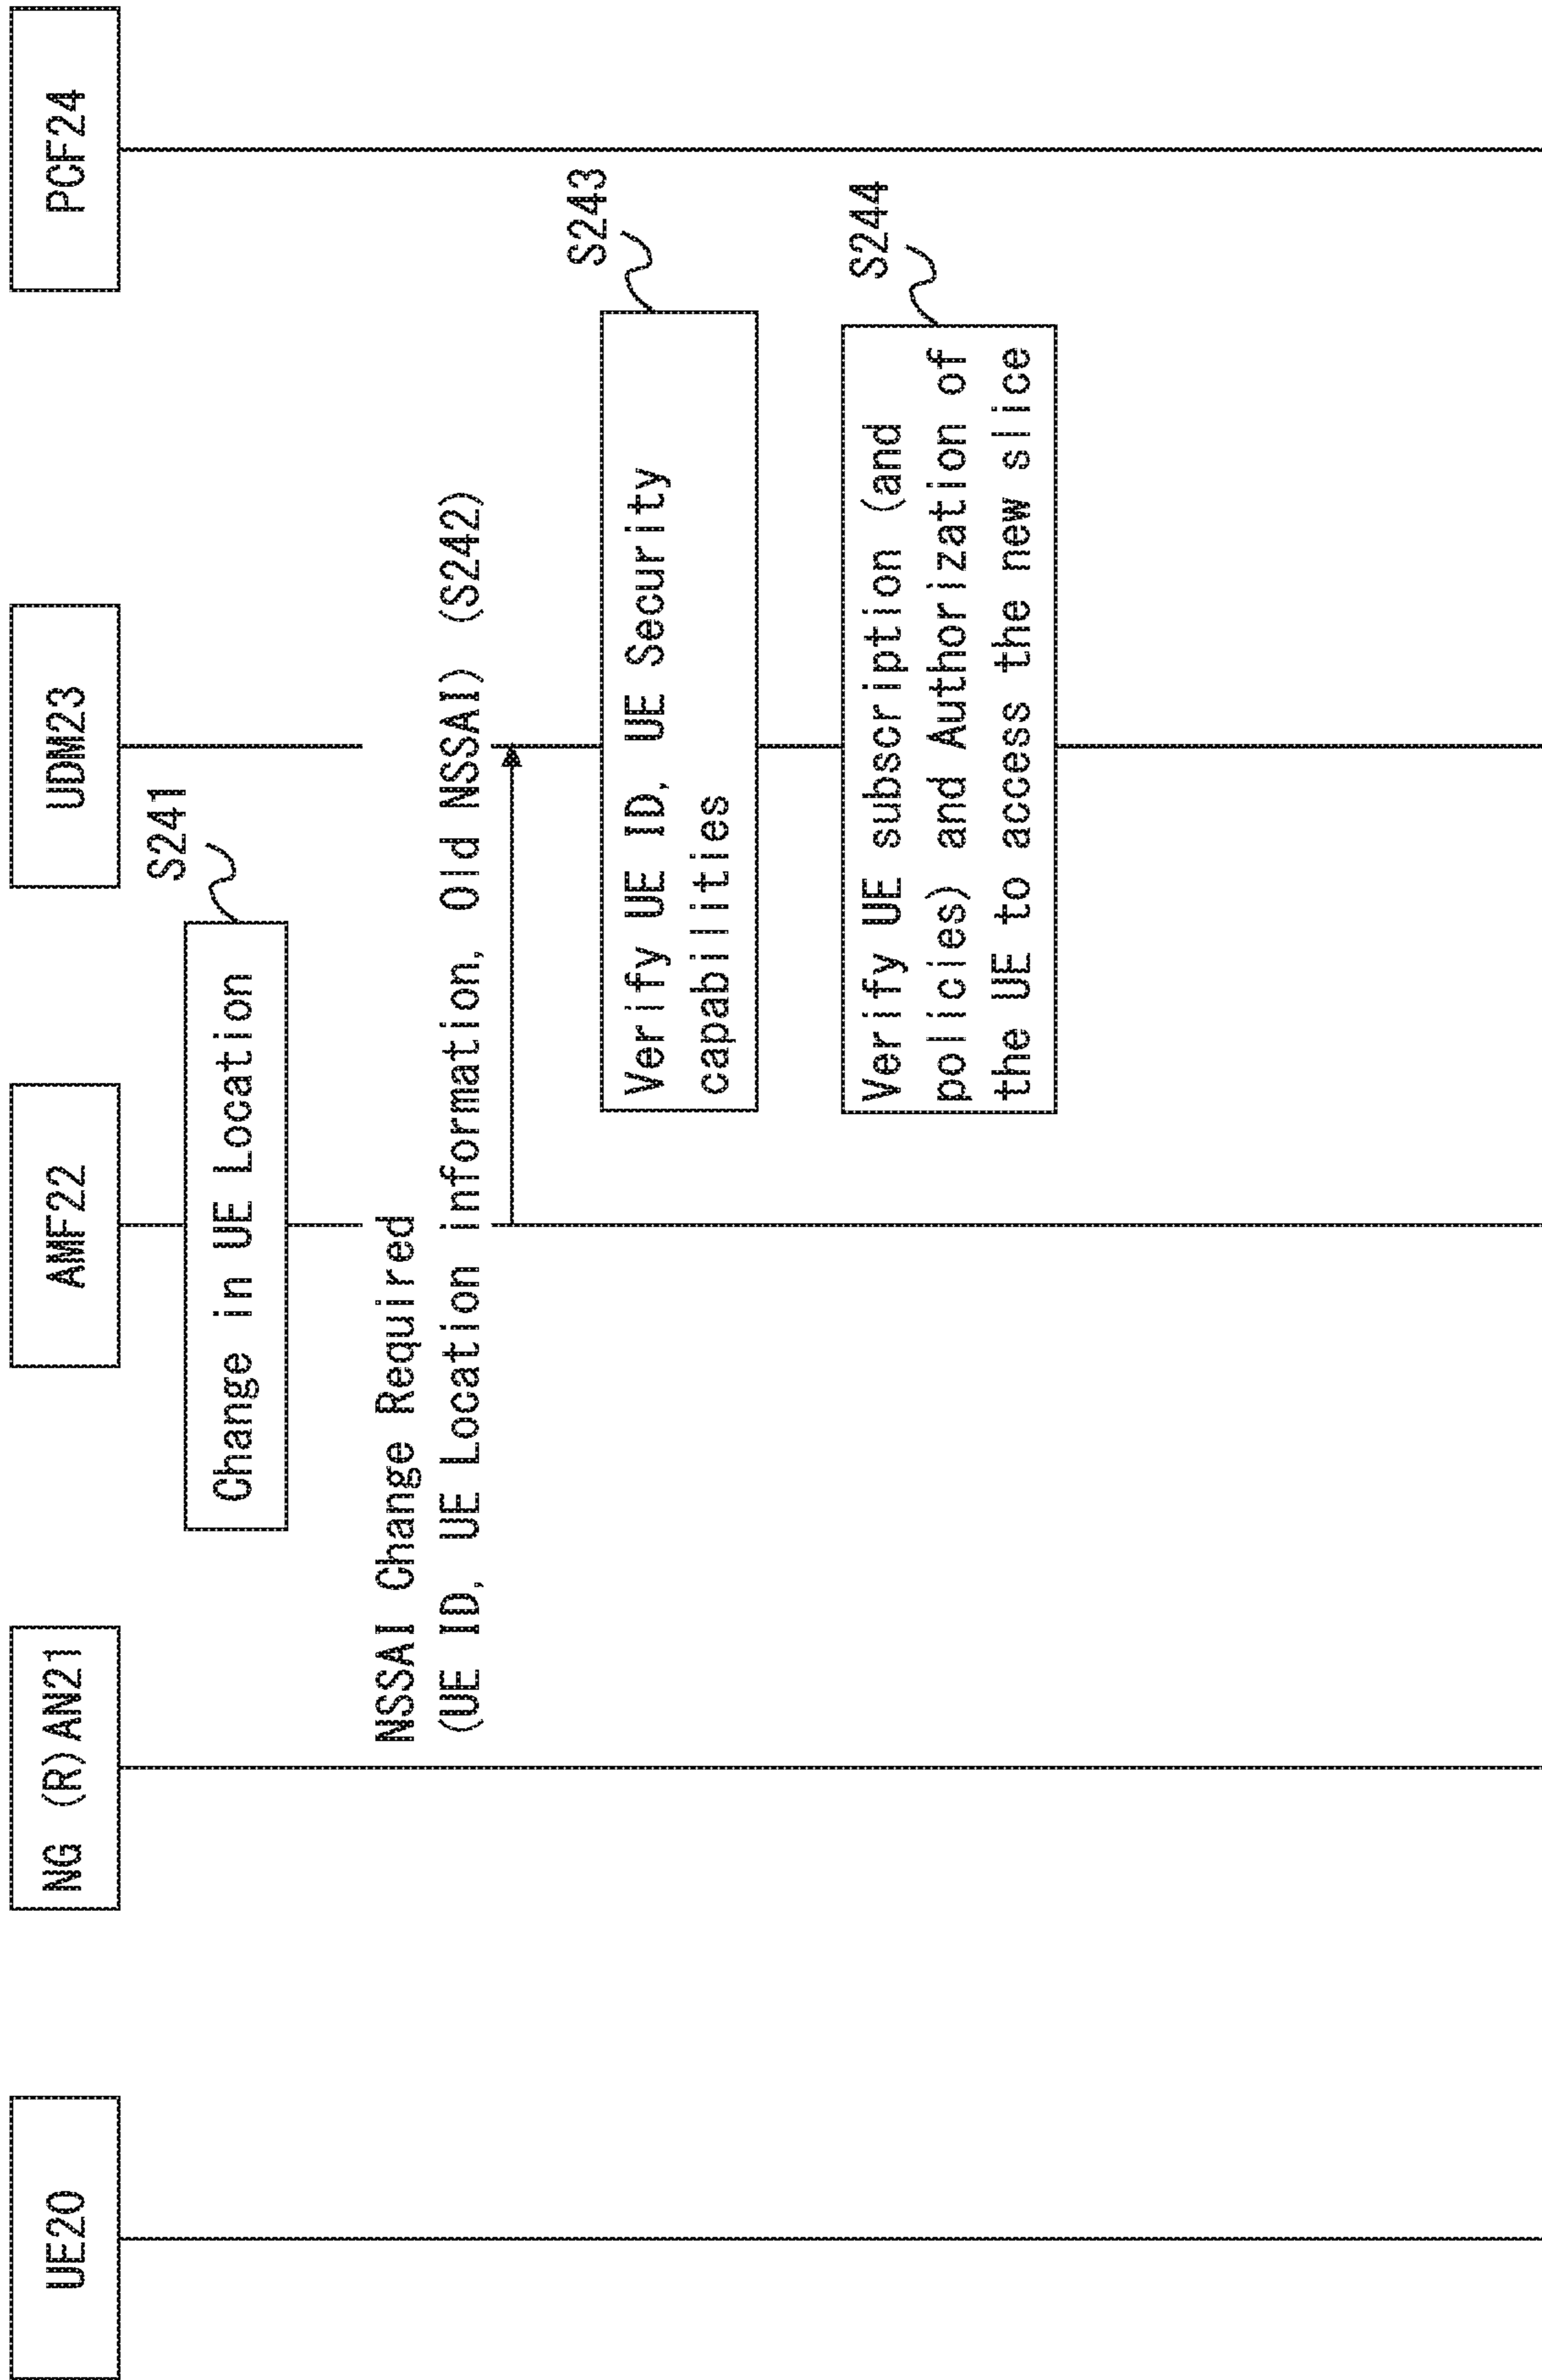 UE20
NG (R) AN21
AMF22
UDM23
PCF24
S241
Change in UE Location
NSSAI Change Required
(UE ID, UE Location information, Old NSSAI) (S242)
S243
Verify UE ID, UE Security
capabilities
S244
Verify UE subscription (and
policies) and Authorization of
the UE to access the new slice